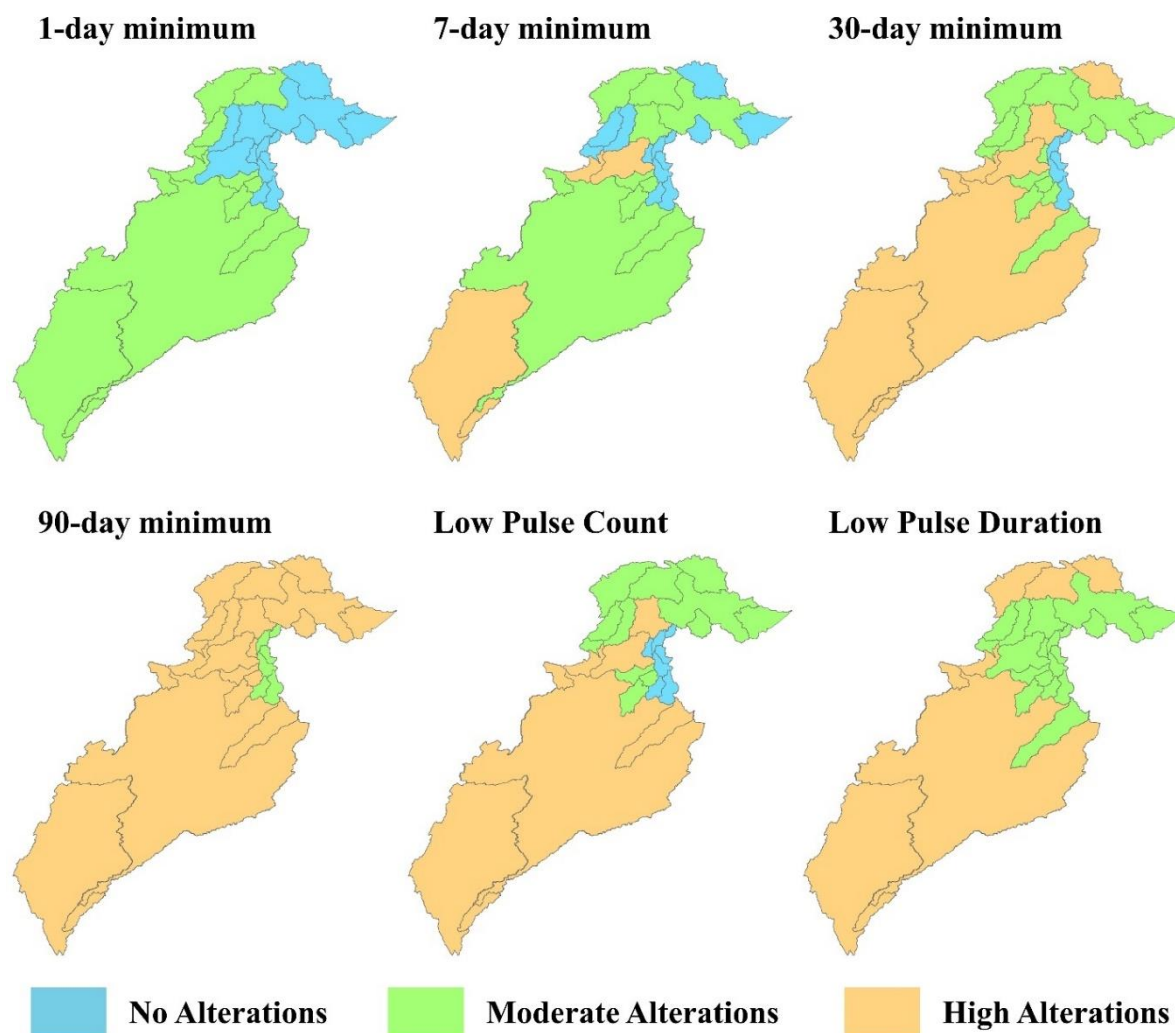 1-day minimum
7-day minimum
30-day minimum
90-day minimum
Low Pulse Count
Low Pulse Duration
No Alterations
Moderate Alterations
High Alterations